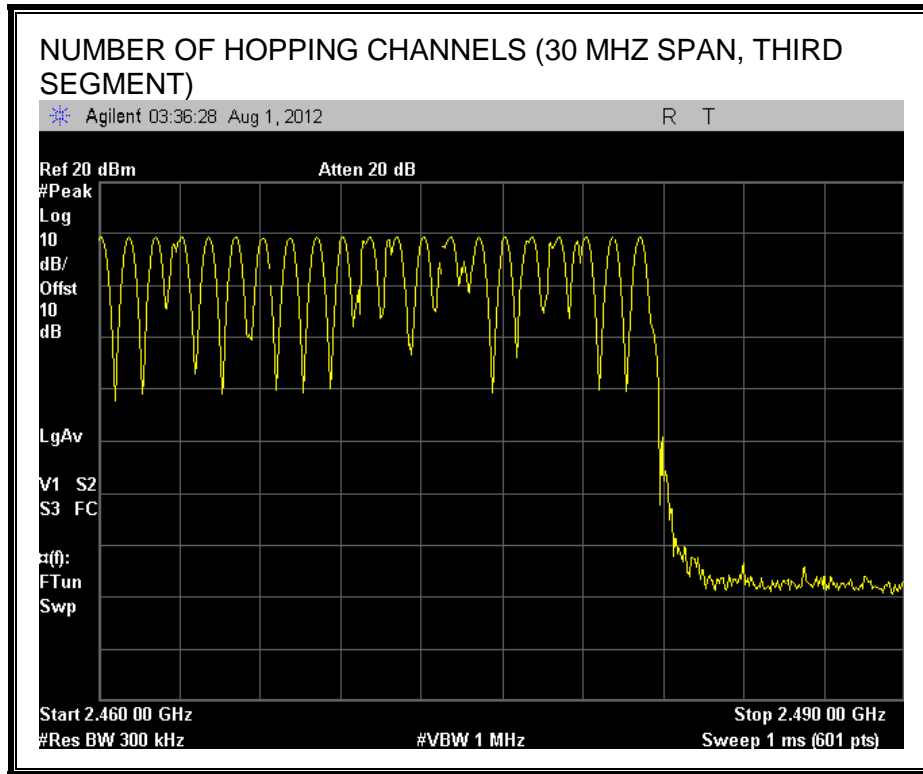 NUMBER OF HOPPING CHANNELS (30 MHZ SPAN, THIRD
SEGMENT)
Agilent 03:36:28 Aug 1, 2012 R T
Ref 20 dBm Atten 20 dB
#Peak
Log
10
dB/
Offst
10
dB
LgAv
V1 S2
S3 FC
¤(f):
FTun
Swp
Start 2.460 00 GHz Stop 2.490 00 GHz
#Res BW 300 kHz #VBW 1 MHz Sweep 1 ms (601 pts)